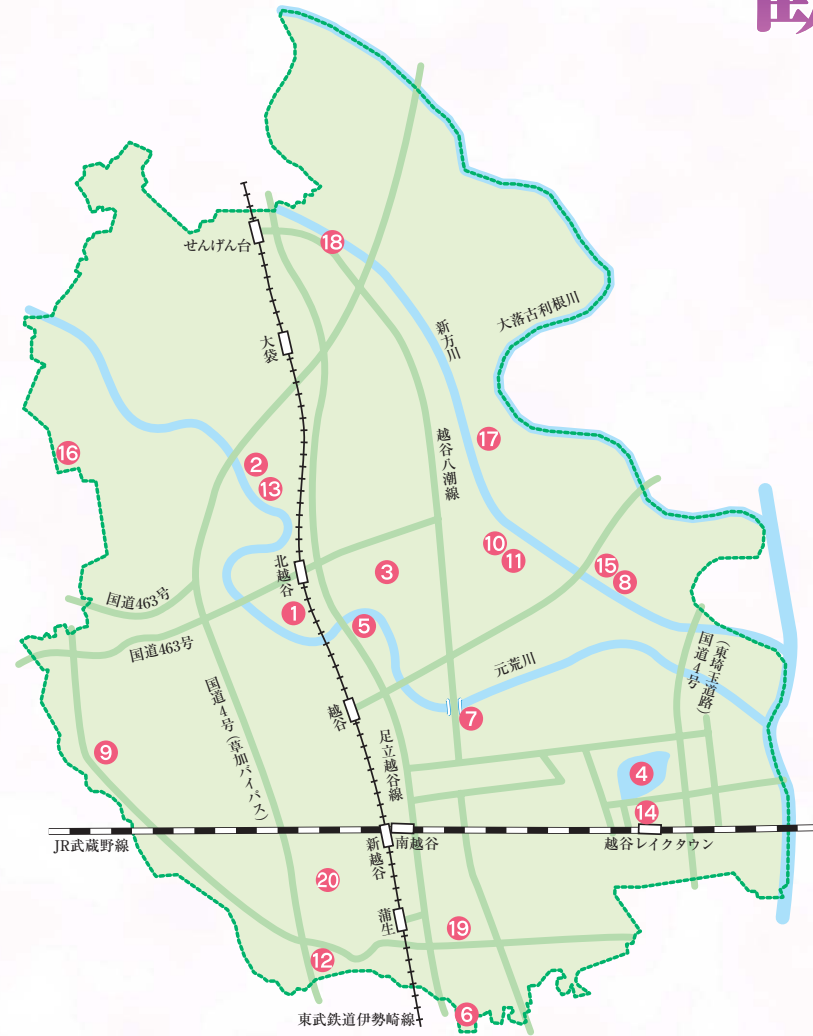 せんげん台
⑱
大落古利根川
新方川
大袋
⑰
越谷八潮線
⑯
②
⑬
⑩
⑪
⑮
⑧
北越谷
③
国道463号
①
⑤
国道463号
元荒川
国道4号
(東埼玉道路)
国道4号(草加バイパス)
越谷
⑦
足立越谷線
⑨
④
⑭
JR武蔵野線
新越谷
南越谷
越谷レイクタウン
⑳
蒲生
⑲
⑫
⑥
東武鉄道伊勢崎線